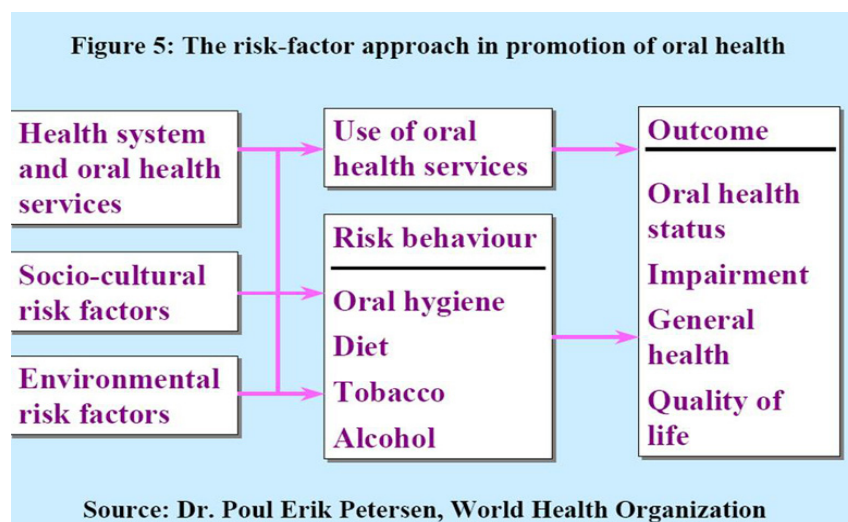 Figure 5: The risk-factor approach in promotion of oral health
Health system
and oral health
services
Socio-cultural
risk factors
Environmental
risk factors
Use of oral
health services
Risk behaviour
Oral hygiene
Diet
Tobacco
Alcohol
Outcome
Oral health
status
Impairment
General
health
Quality of
life
Source: Dr. Poul Erik Petersen, World Health Organization